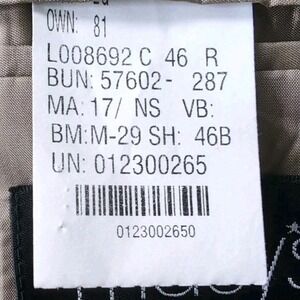 OWN: 81
L008692 C 46 R
BUN: 57602- 287
MA: 17/ NS VB:
BM: M-29 SH: 46B
UN: 012300265
0123002650